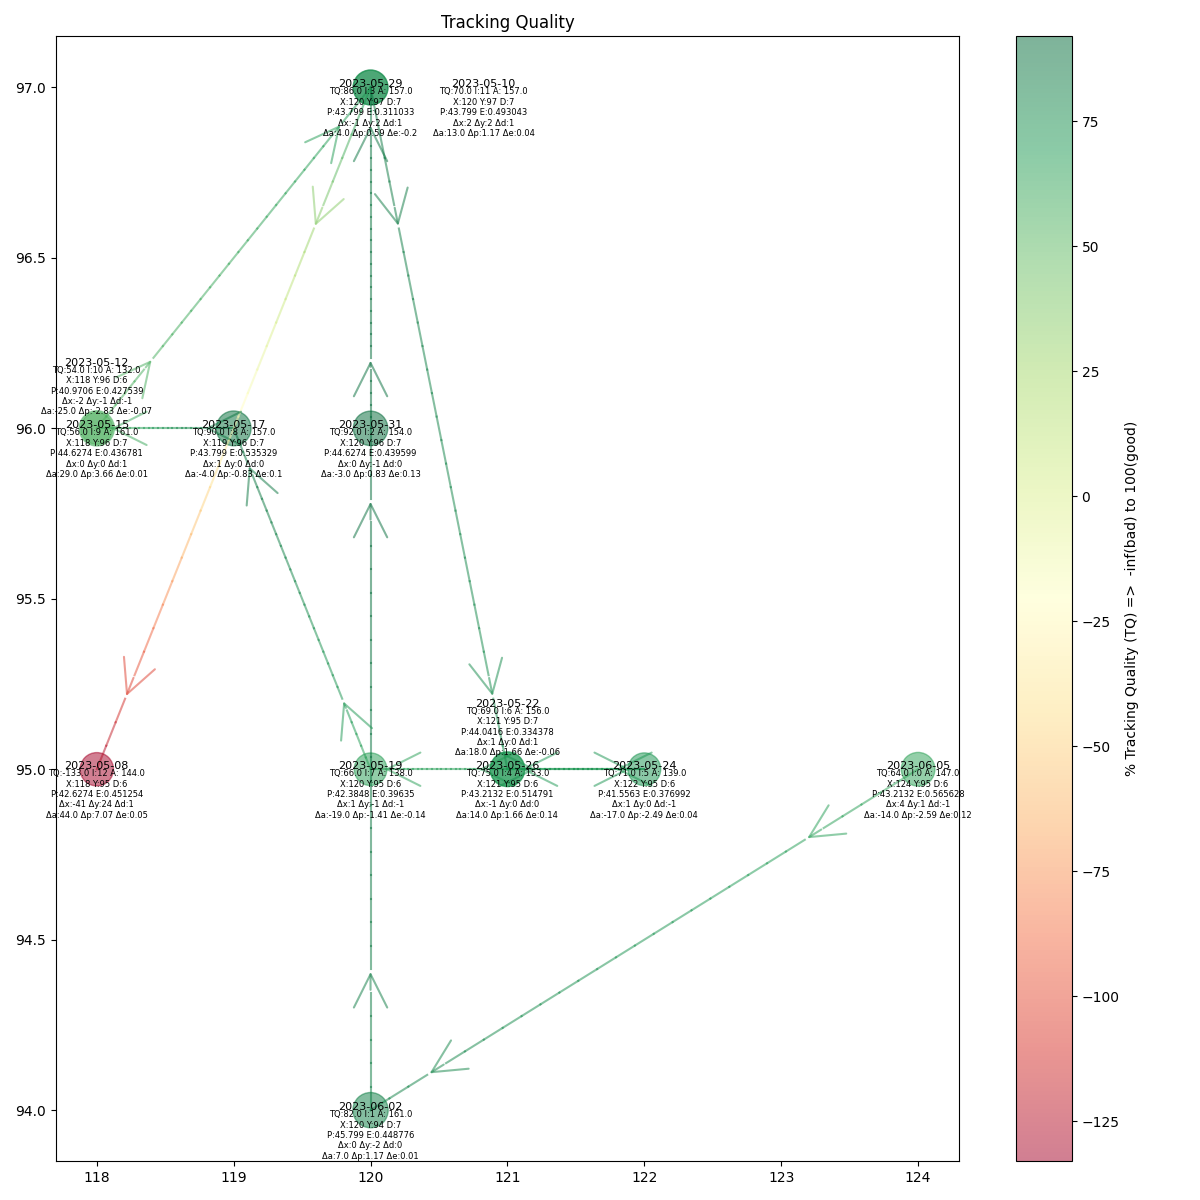 Tracking Quality
2023-05-29
TQ:86.0 I:3 A: 157.0
X:120 Y:97 D:7
P:43.799 E:0.311033
Δx:-1 Δy:2 Δd:1
Δa:4.0 Δp:0.59 Δe:-0.2
2023-05-10
TQ:70.0 I:11 A: 157.0
X:120 Y:97 D:7
P:43.799 E:0.493043
Δx:2 Δy:2 Δd:1
Δa:13.0 Δp:1.17 Δe:0.04
2023-05-12
TQ:54.0 I:10 A: 132.0
X:118 Y:96 D:6
P:40.9706 E:0.427539
Δx:-2 Δy:-1 Δd:-1
Δa:-25.0 Δp:-2.83 Δe:-0.07
2023-05-15
TQ:56.0 I:9 A: 161.0
X:118 Y:96 D:7
P:44.6274 E:0.436781
Δx:0 Δy:0 Δd:1
Δa:29.0 Δp:3.66 Δe:0.01
2023-05-17
TQ:90.0 I:8 A: 157.0
X:119 Y:96 D:7
P:43.799 E:0.535329
Δx:1 Δy:0 Δd:0
Δa:-4.0 Δp:-0.83 Δe:0.1
2023-05-31
TQ:92.0 I:2 A: 154.0
X:120 Y:96 D:7
P:44.6274 E:0.439599
Δx:0 Δy:-1 Δd:0
Δa:-3.0 Δp:0.83 Δe:0.13
2023-05-22
TQ:69.0 I:6 A: 156.0
X:121 Y:95 D:7
P:44.0416 E:0.334378
Δx:1 Δy:0 Δd:1
Δa:18.0 Δp:1.66 Δe:-0.06
2023-05-08
I:12 A: 144.0
X:118 Y:95 D:6
P:42.6274 E:0.451254
Δx:-41 Δy:24 Δd:1
Δa:44.0 Δp:7.07 Δe:0.05
2023-05-19
TQ:66.0 I:7 A: 138.0
X:120 Y:95 D:6
P:42.3848 E:0.39635
Δx:1 Δy:-1 Δd:-1
Δa:-19.0 Δp:-1.41 Δe:-0.14
2023-05-26
TQ:75.0 I:4 A: 153.0
X:121 Y:95 D:6
P:43.2132 E:0.514791
Δx:-1 Δy:0 Δd:0
Δa:14.0 Δp:1.66 Δe:0.14
2023-05-24
TQ:71.0 I:5 A: 139.0
X:122 Y:95 D:6
P:41.5563 E:0.376992
Δx:1 Δy:0 Δd:-1
Δa:-17.0 Δp:-2.49 Δe:0.04
2023-06-05
TQ:64.0 I:0 A: 147.0
X:124 Y:95 D:6
P:43.2132 E:0.565628
Δx:4 Δy:1 Δd:-1
Δa:-14.0 Δp:-2.59 Δe:0.12
2023-06-02
TQ:82.0 I:1 A: 161.0
X:120 Y:94 D:7
P:45.799 E:0.448776
Δx:0 Δy:-2 Δd:0
Δa:7.0 Δp:1.17 Δe:0.01
97.0
96.5
96.0
95.5
95.0
94.5
94.0
118 119 120 121 122 123 124
75
50
25
0
−25
−50
−75
−100
−125
% Tracking Quality (TQ) => -inf(bad) to 100(good)